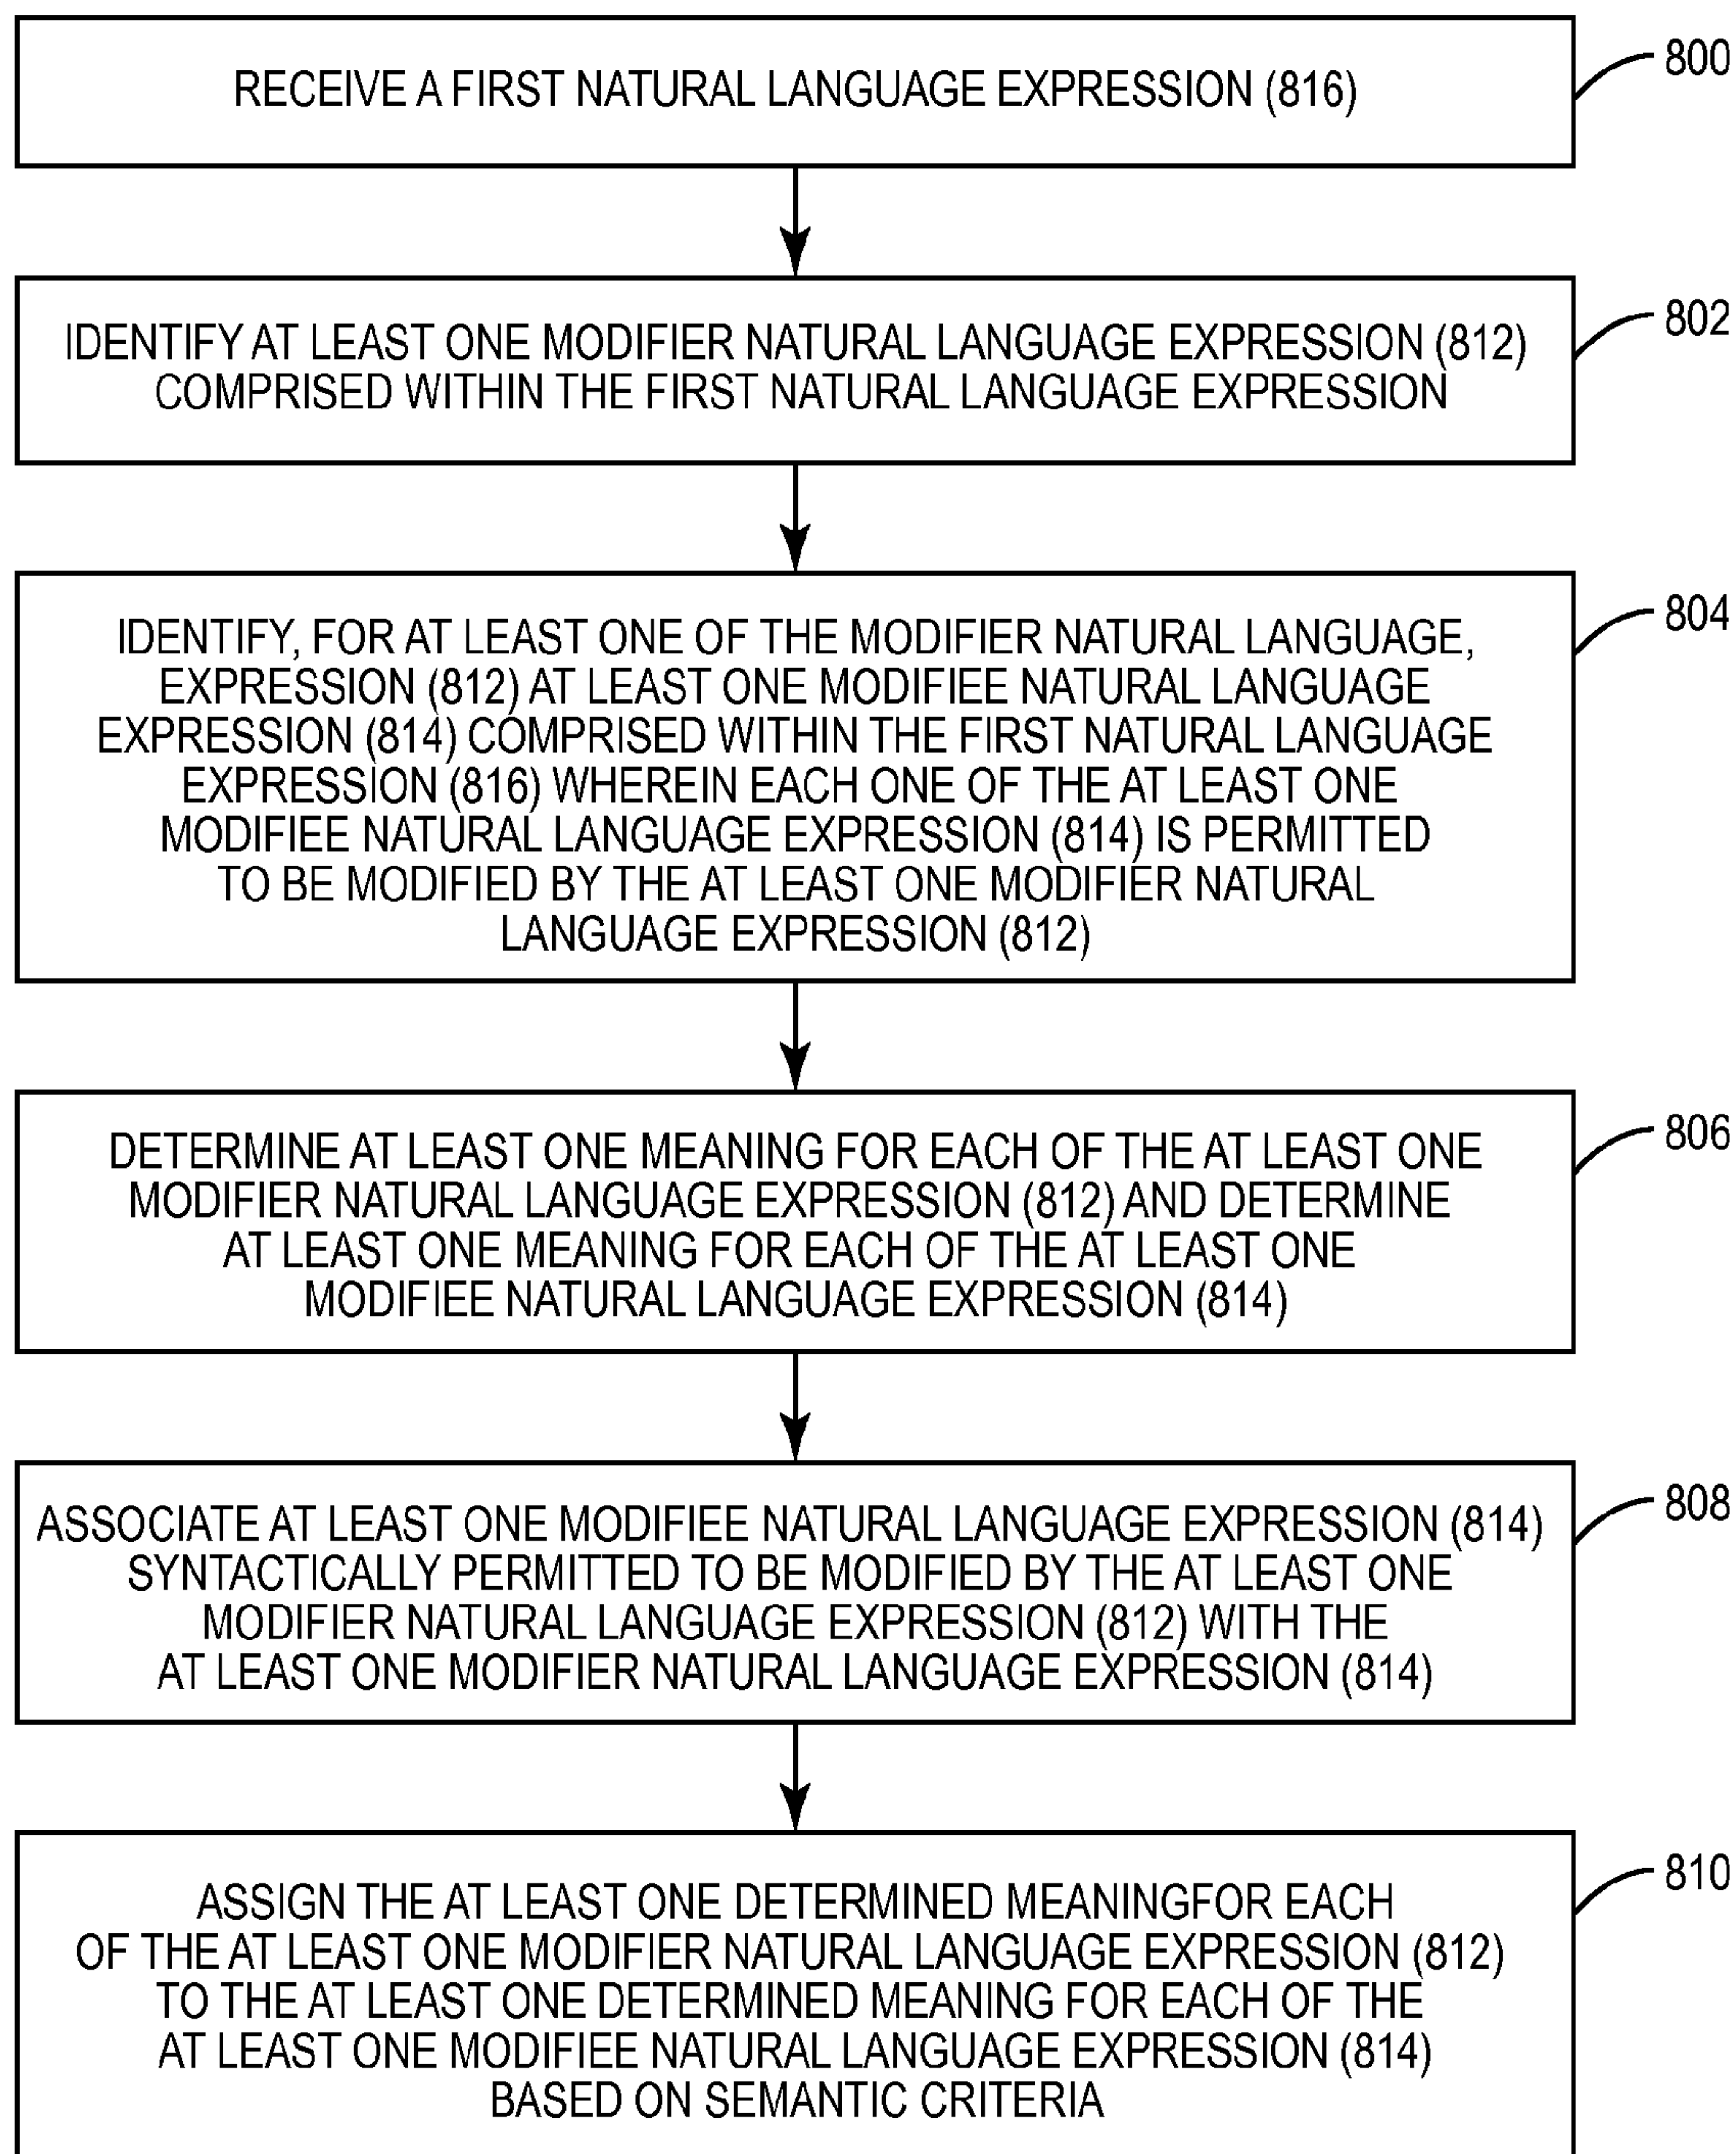 RECEIVE A FIRST NATURAL LANGUAGE EXPRESSION (816)
800
IDENTIFY AT LEAST ONE MODIFIER NATURAL LANGUAGE EXPRESSION (812)
COMPRISED WITHIN THE FIRST NATURAL LANGUAGE EXPRESSION
802
IDENTIFY, FOR AT LEAST ONE OF THE MODIFIER NATURAL LANGUAGE,
EXPRESSION (812) AT LEAST ONE MODIFIEE NATURAL LANGUAGE
EXPRESSION (814) COMPRISED WITHIN THE FIRST NATURAL LANGUAGE
EXPRESSION (816) WHEREIN EACH ONE OF THE AT LEAST ONE
MODIFIEE NATURAL LANGUAGE EXPRESSION (814) IS PERMITTED
TO BE MODIFIED BY THE AT LEAST ONE MODIFIER NATURAL
LANGUAGE EXPRESSION (812)
804
DETERMINE AT LEAST ONE MEANING FOR EACH OF THE AT LEAST ONE
MODIFIER NATURAL LANGUAGE EXPRESSION (812) AND DETERMINE
AT LEAST ONE MEANING FOR EACH OF THE AT LEAST ONE
MODIFIEE NATURAL LANGUAGE EXPRESSION (814)
806
ASSOCIATE AT LEAST ONE MODIFIEE NATURAL LANGUAGE EXPRESSION (814)
SYNTACTICALLY PERMITTED TO BE MODIFIED BY THE AT LEAST ONE
MODIFIER NATURAL LANGUAGE EXPRESSION (812) WITH THE
AT LEAST ONE MODIFIER NATURAL LANGUAGE EXPRESSION (814)
808
ASSIGN THE AT LEAST ONE DETERMINED MEANINGFOR EACH
OF THE AT LEAST ONE MODIFIER NATURAL LANGUAGE EXPRESSION (812)
TO THE AT LEAST ONE DETERMINED MEANING FOR EACH OF THE
AT LEAST ONE MODIFIEE NATURAL LANGUAGE EXPRESSION (814)
BASED ON SEMANTIC CRITERIA
810